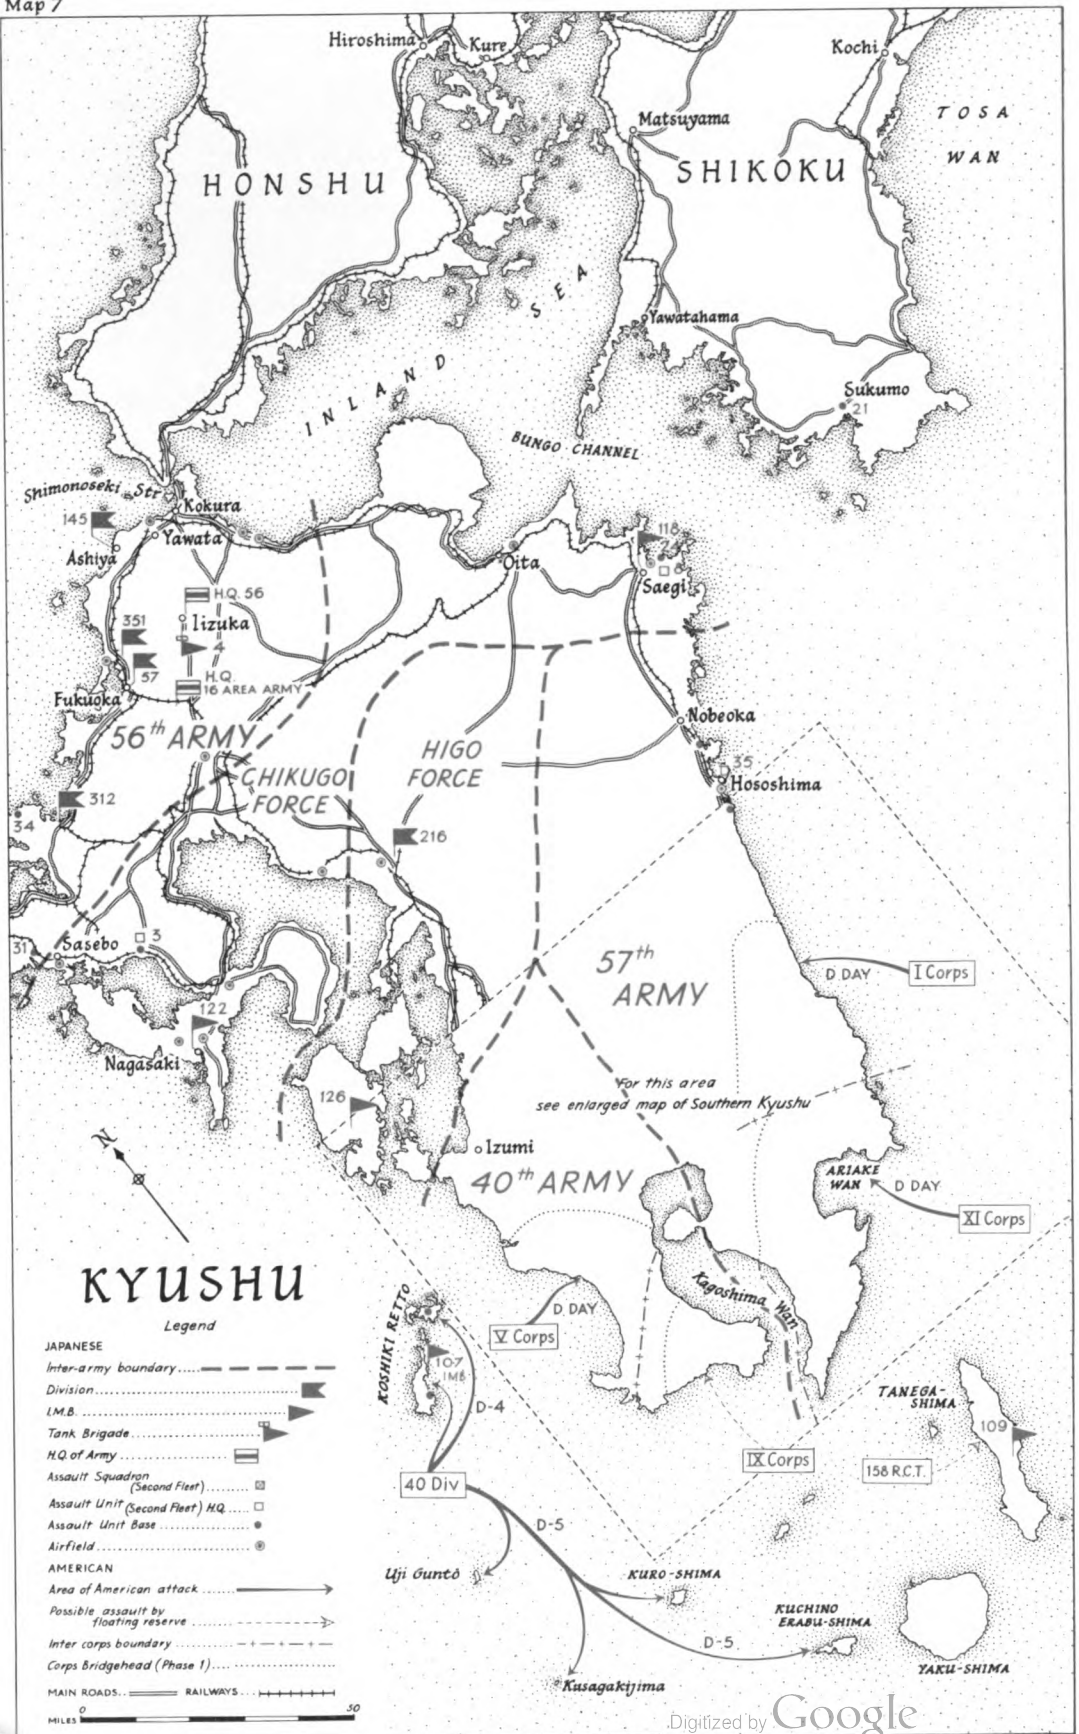 Map 7
Hiroshima
Kure
Kochi
Matsuyama
TOSA
WAN
HONSHU
SHIKOKU
INLAND SEA
Yawatahama
Sukumo
21
BUNGO CHANNEL
Shimonoseki Str
Kokura
145
Yawata
Ashiya
Oita
118
24
6
Saegi
H.Q. 56
Iizuka
351
4
57
H.Q.
16 AREA ARMY
Fukuoka
Nobeoka
56th ARMY
HIGO
FORCE
CHIKUGO
FORCE
35
Hososhima
312
34
216
31
Sasebo
3
57th
ARMY
D DAY
I Corps
122
Nagasaki
For this area
see enlarged map of Southern Kyushu
126
N
Izumi
40th ARMY
ARIAKE
WAN
D DAY
XI Corps
KYUSHU
Kagoshima Wan
KOSHIKI RETTO
D DAY
V Corps
107
IMB
D-4
TANEGA-
SHIMA
109
IX Corps
158 R.C.T.
40 Div
D-5
Uji Guntō
KURO-SHIMA
KUCHINO
ERABU-SHIMA
D-5
YAKU-SHIMA
Kusagakijima
Legend
JAPANESE
Inter-army boundary
Division
I.M.B.
Tank Brigade
H.Q. of Army
Assault Squadron
(Second Fleet)
Assault Unit (Second Fleet) H.Q.
Assault Unit Base
Airfield
AMERICAN
Area of American attack
Possible assault by
floating reserve
Inter corps boundary
Corps Bridgehead (Phase 1)
MAIN ROADS RAILWAYS
0 50
MILES
Digitized by Google